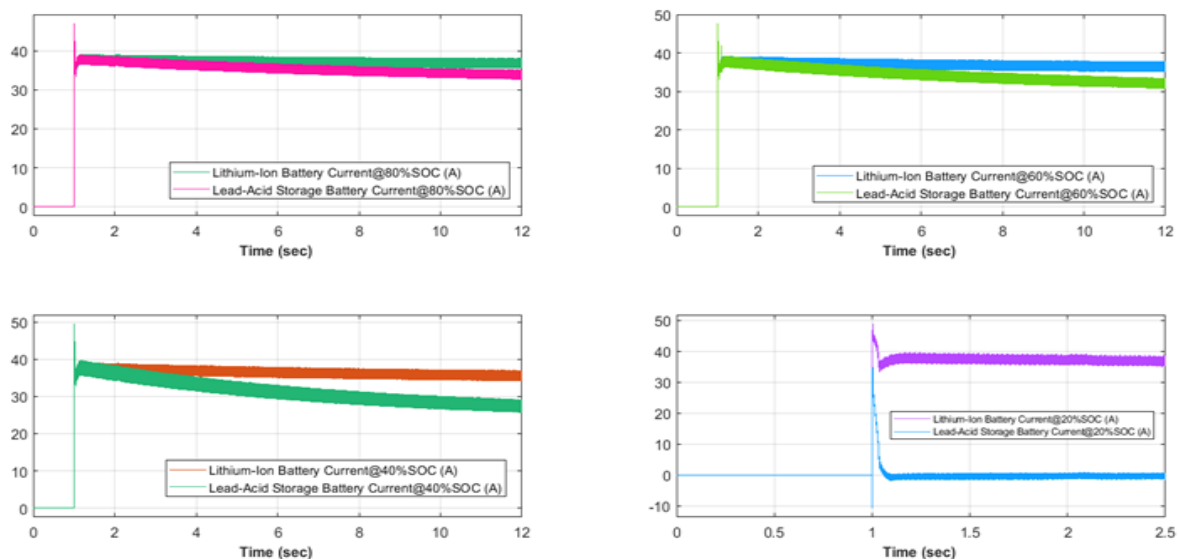 40
30
20
10
0
Lithium-Ion Battery Current@80%SOC (A)
Lead-Acid Storage Battery Current@80%SOC (A)
0 2 4 6 8 10 12
Time (sec)
50
40
30
20
10
0
Lithium-Ion Battery Current@60%SOC (A)
Lead-Acid Storage Battery Current@60%SOC (A)
0 2 4 6 8 10 12
Time (sec)
50
40
30
20
10
0
Lithium-Ion Battery Current@40%SOC (A)
Lead-Acid Storage Battery Current@40%SOC (A)
0 2 4 6 8 10 12
Time (sec)
50
40
30
20
10
0
-10
Lithium-Ion Battery Current@20%SOC (A)
Lead-Acid Storage Battery Current@20%SOC (A)
0 0.5 1 1.5 2 2.5
Time (sec)